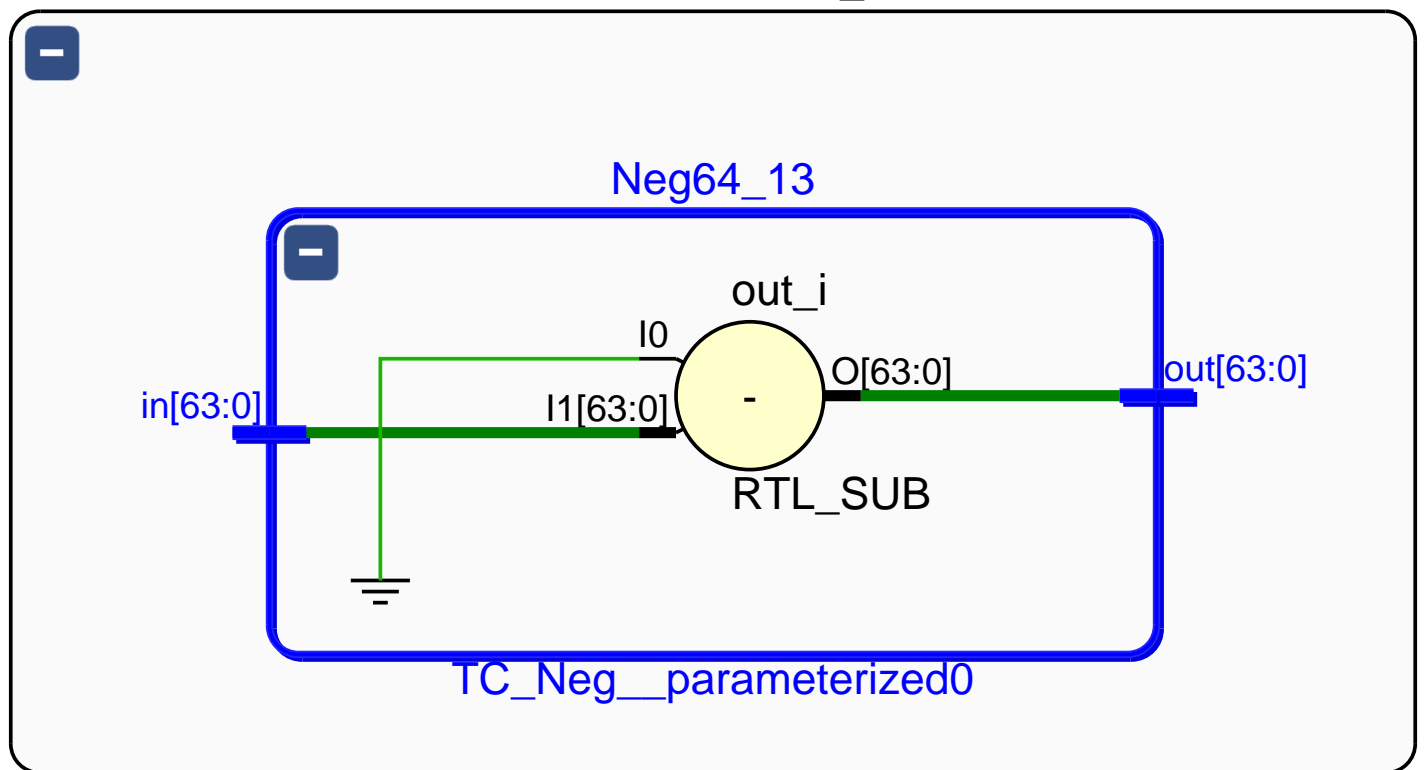 Neg64_13
out_i
I0
O[63:0]
out[63:0]
in[63:0]
I1[63:0]
-
RTL_SUB
TC_Neg__parameterized0